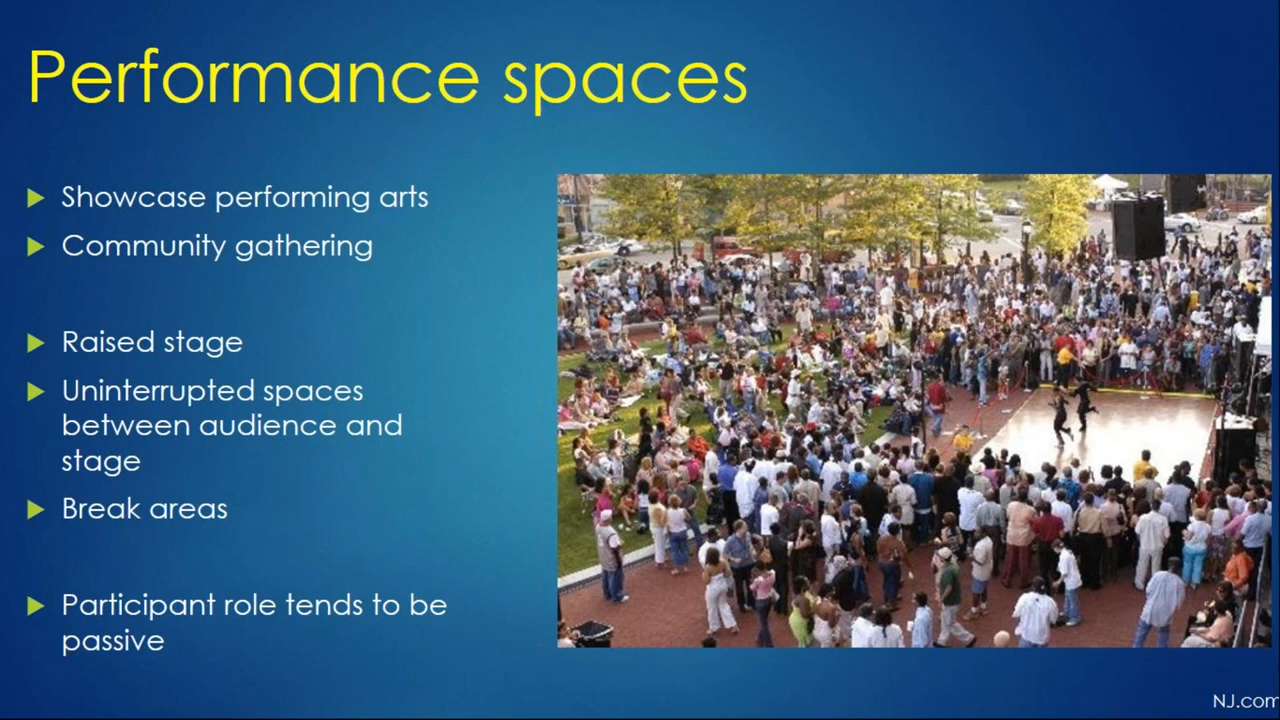 Performance spaces
Showcase performing arts
Community gathering
Raised stage
Uninterrupted spaces
between audience and
stage
Break areas
Participant role tends to be
passive
NJ.com